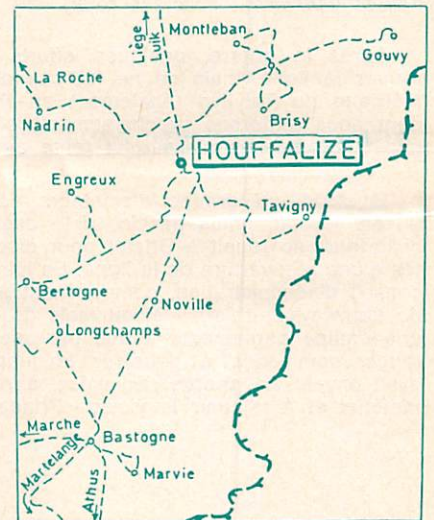 Liège
Luik
Montleban
Gouvy
La Roche
Nadrin
Brisy
HOUFFALIZE
Engreux
Tavigny
Bertogne
Noville
Longchamps
Marche
Bastogne
Martelange
Athus
Marvie